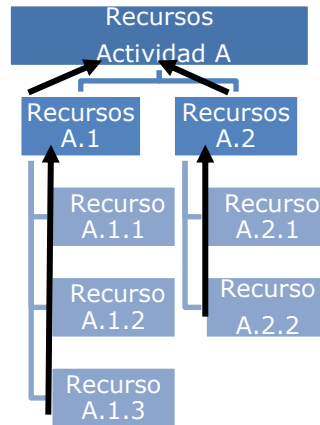 Recursos
Actividad A
Recursos
A.1
Recursos
A.2
Recurso
A.1.1
Recurso
A.1.2
Recurso
A.1.3
Recurso
A.2.1
Recurso
A.2.2